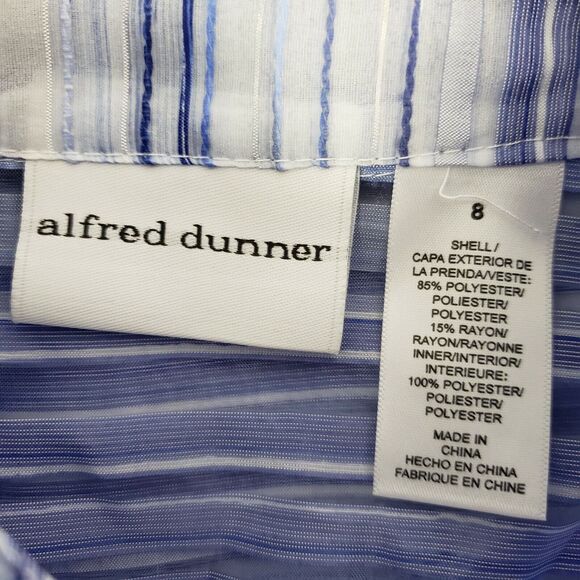 alfred dunner
8
SHELL/
CAPA EXTERIOR DE
LA PRENDA/VESTE:
85% POLYESTER/
POLIESTER/
POLYESTER
15% RAYON/
RAYON/RAYONNE
INNER/INTERIOR/
INTERIEURE:
100% POLYESTER/
POLIESTER/
POLYESTER
MADE IN
CHINA
HECHO EN CHINA
FABRIQUE EN CHINE